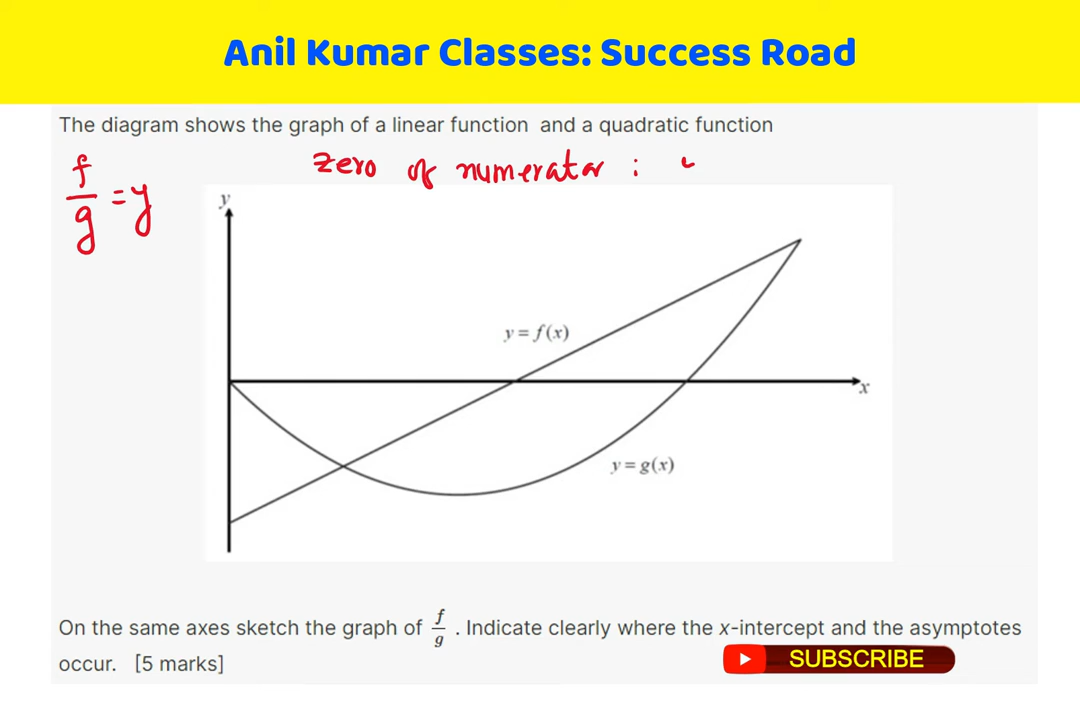 Anil Kumar Classes: Success Road
The diagram shows the graph of a linear function and a quadratic function
f/g = y
zero of numerator :
y
y = f(x)
x
y = g(x)
On the same axes sketch the graph of f/g . Indicate clearly where the x-intercept and the asymptotes
occur. [5 marks]
SUBSCRIBE